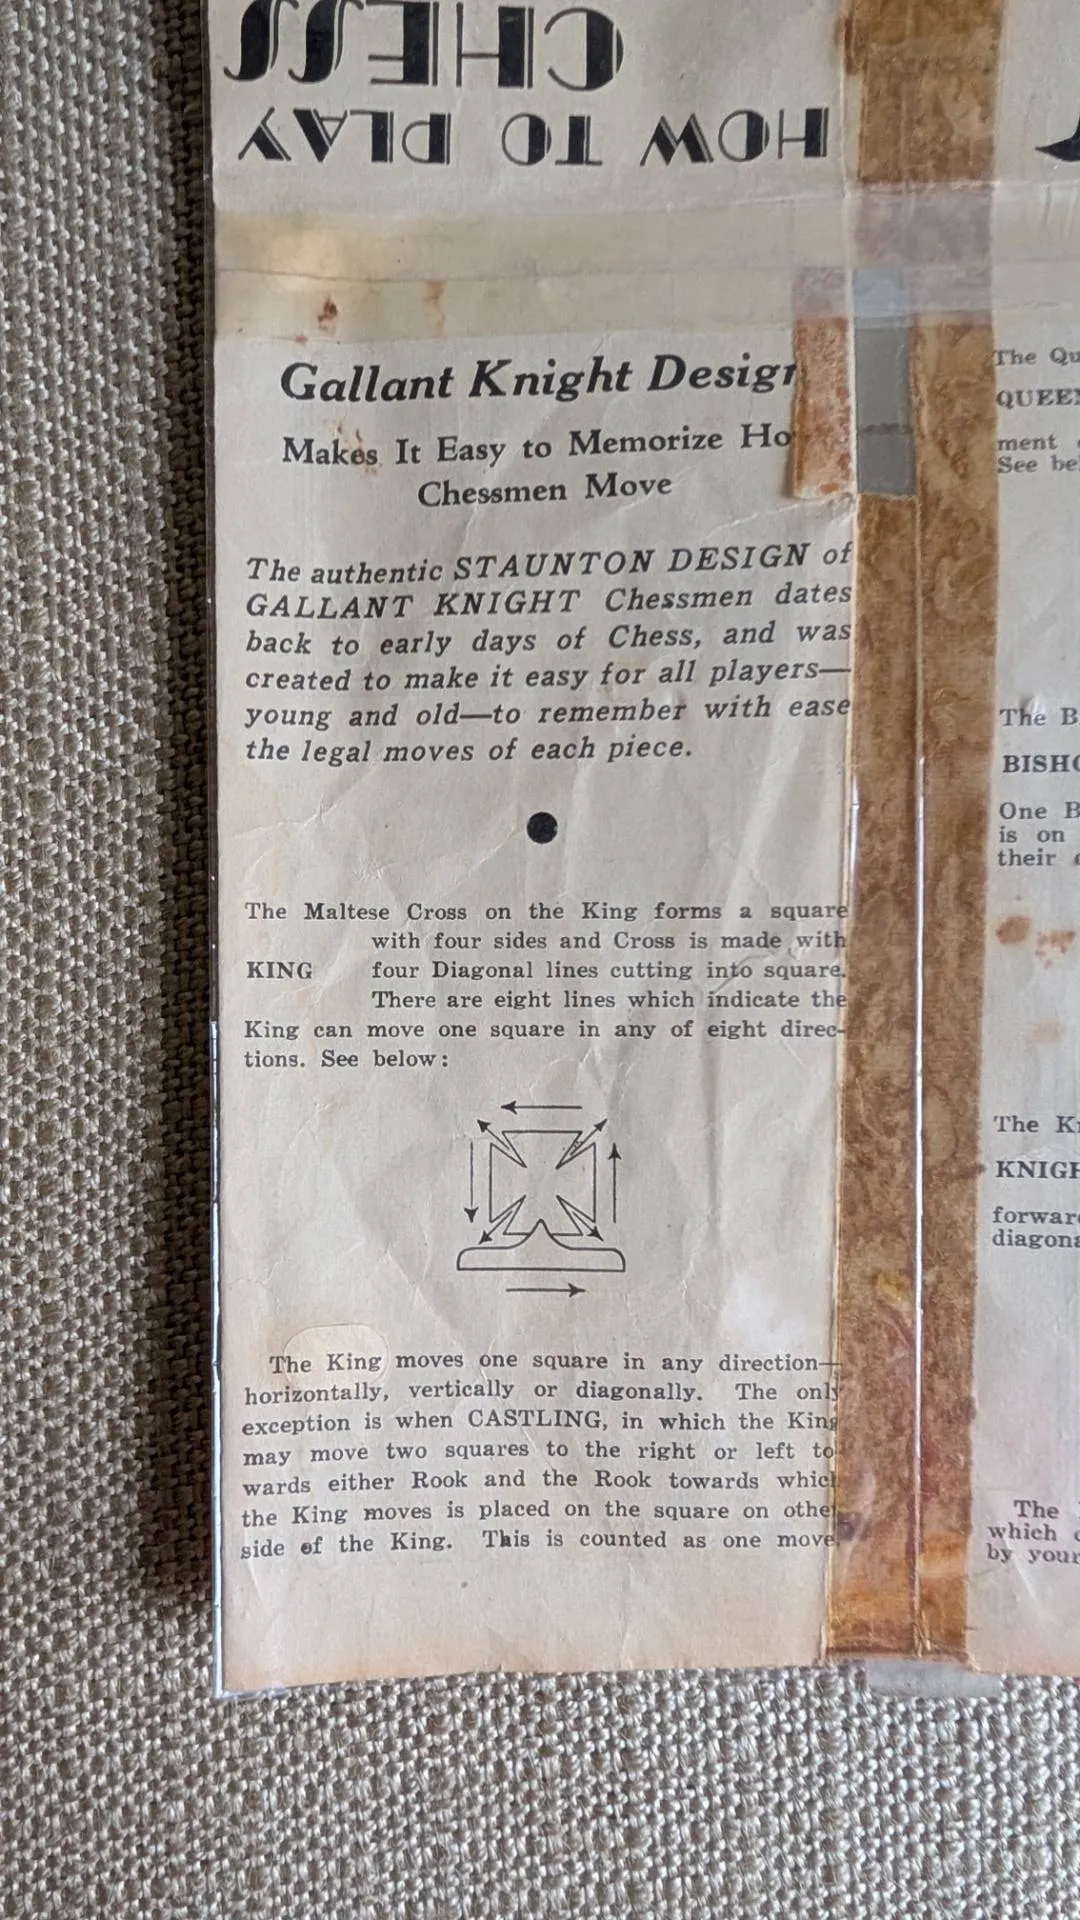 HOW TO PLAY
CHESS
Gallant Knight Design
Makes It Easy to Memorize Ho
Chessmen Move
The authentic STAUNTON DESIGN of
GALLANT KNIGHT Chessmen dates
back to early days of Chess, and was
created to make it easy for all players—
young and old—to remember with ease
the legal moves of each piece.
The Maltese Cross on the King forms a square
with four sides and Cross is made with
KING four Diagonal lines cutting into square.
There are eight lines which indicate the
King can move one square in any of eight direc-
tions. See below:
The King moves one square in any direction—
horizontally, vertically or diagonally. The only
exception is when CASTLING, in which the King
may move two squares to the right or left to
wards either Rook and the Rook towards which
the King moves is placed on the square on other
side of the King. This is counted as one move.
The Qu
QUEEN
ment
See bel
The B
BISHO
One B
is on
their
The K
KNIGH
forward
diagona
The
which
by your